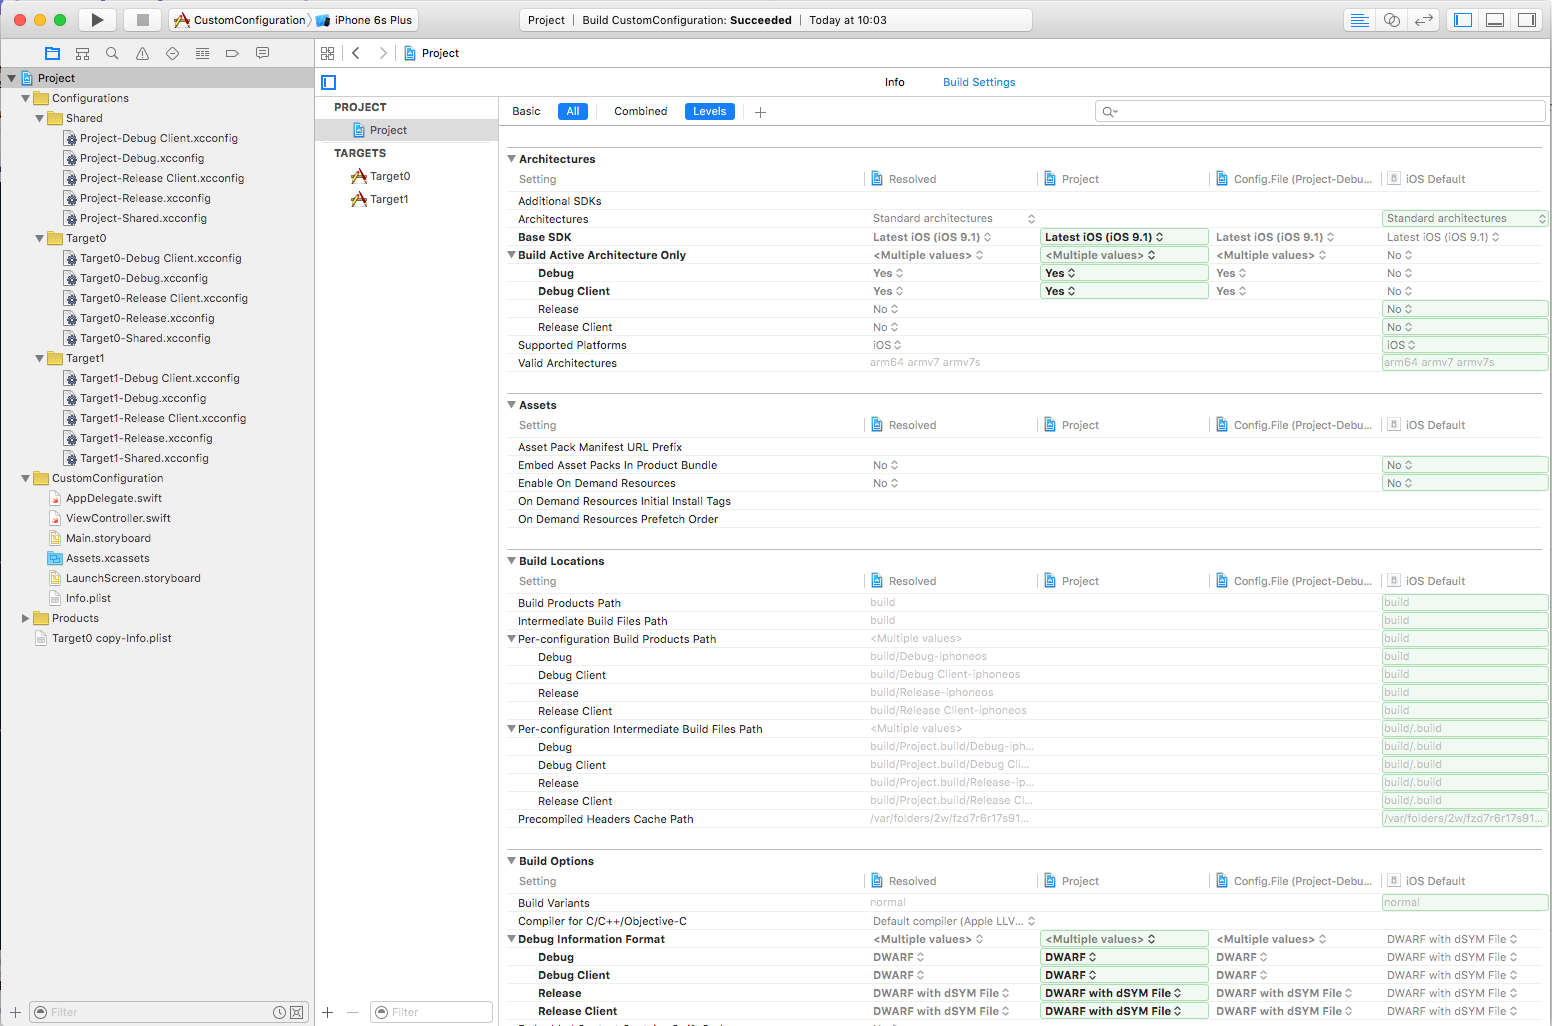 CustomConfiguration iPhone 6s Plus
Project | Build CustomConfiguration: Succeeded | Today at 10:03
Project
Project
Configurations
Shared
Project-Debug Client.xcconfig
Project-Debug.xcconfig
Project-Release Client.xcconfig
Project-Release.xcconfig
Project-Shared.xcconfig
Target0
Target0-Debug Client.xcconfig
Target0-Debug.xcconfig
Target0-Release Client.xcconfig
Target0-Release.xcconfig
Target0-Shared.xcconfig
Target1
Target1-Debug Client.xcconfig
Target1-Debug.xcconfig
Target1-Release Client.xcconfig
Target1-Release.xcconfig
Target1-Shared.xcconfig
CustomConfiguration
AppDelegate.swift
ViewController.swift
Main.storyboard
Assets.xcassets
LaunchScreen.storyboard
Info.plist
Products
Target0 copy-Info.plist
Filter
PROJECT
Project
TARGETS
Target0
Target1
Filter
Info Build Settings
Basic All Combined Levels
Architectures
Setting Resolved Project Config.File (Project-Debu... iOS Default
Additional SDKs
Architectures Standard architectures Standard architectures
Base SDK Latest iOS (iOS 9.1) Latest iOS (iOS 9.1) Latest iOS (iOS 9.1) Latest iOS (iOS 9.1)
Build Active Architecture Only <Multiple values> <Multiple values> <Multiple values> No
Debug Yes Yes Yes No
Debug Client Yes Yes Yes No
Release No No
Release Client No No
Supported Platforms iOS iOS
Valid Architectures arm64 armv7 armv7s arm64 armv7 armv7s
Assets
Setting Resolved Project Config.File (Project-Debu... iOS Default
Asset Pack Manifest URL Prefix
Embed Asset Packs In Product Bundle No No
Enable On Demand Resources No No
On Demand Resources Initial Install Tags
On Demand Resources Prefetch Order
Build Locations
Setting Resolved Project Config.File (Project-Debu... iOS Default
Build Products Path build build
Intermediate Build Files Path build build
Per-configuration Build Products Path <Multiple values> build
Debug build/Debug-iphoneos build
Debug Client build/Debug Client-iphoneos build
Release build/Release-iphoneos build
Release Client build/Release Client-iphoneos build
Per-configuration Intermediate Build Files Path <Multiple values> build/.build
Debug build/Project.build/Debug-iph... build/.build
Debug Client build/Project.build/Debug Cli... build/.build
Release build/Project.build/Release-ip... build/.build
Release Client build/Project.build/Release Cl... build/.build
Precompiled Headers Cache Path /var/folders/2w/fzd7r6r17s91... /var/folders/2w/fzd7r6r17s91...
Build Options
Setting Resolved Project Config.File (Project-Debu... iOS Default
Build Variants normal normal
Compiler for C/C++/Objective-C Default compiler (Apple LLV...
Debug Information Format <Multiple values> <Multiple values> <Multiple values> DWARF with dSYM File
Debug DWARF DWARF DWARF DWARF with dSYM File
Debug Client DWARF DWARF DWARF DWARF with dSYM File
Release DWARF with dSYM File DWARF with dSYM File DWARF with dSYM File DWARF with dSYM File
Release Client DWARF with dSYM File DWARF with dSYM File DWARF with dSYM File DWARF with dSYM File